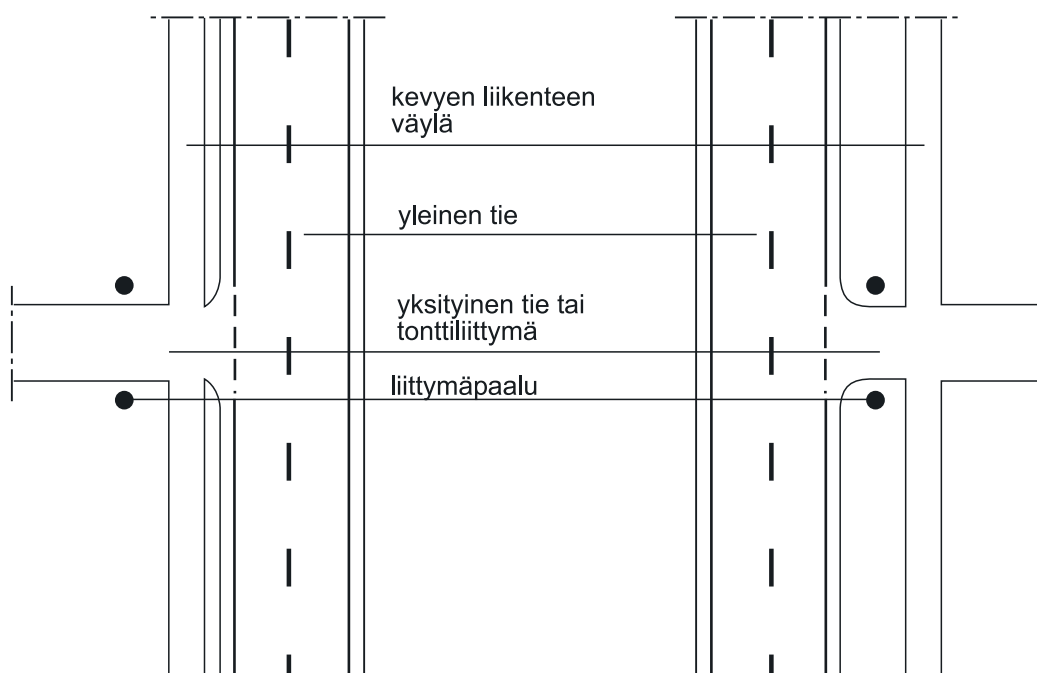 kevyen liikenteen
väylä
yleinen tie
yksityinen tie tai
tonttiliittymä
liittymäpaalu